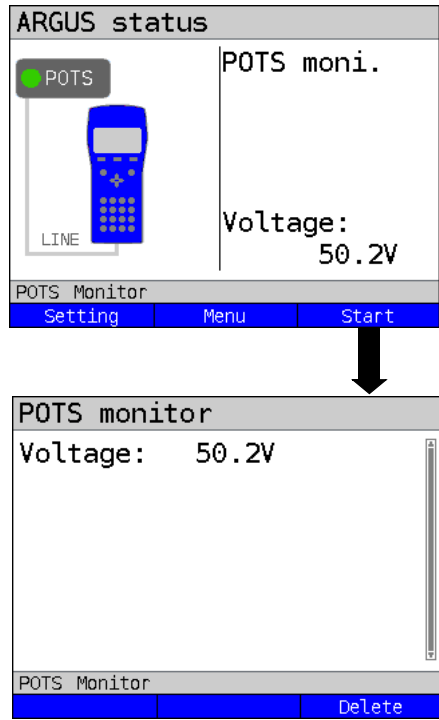 ARGUS status
POTS
POTS moni.
LINE
Voltage:
50.2V
POTS Monitor
Setting Menu Start
POTS monitor
Voltage: 50.2V
POTS Monitor
Delete